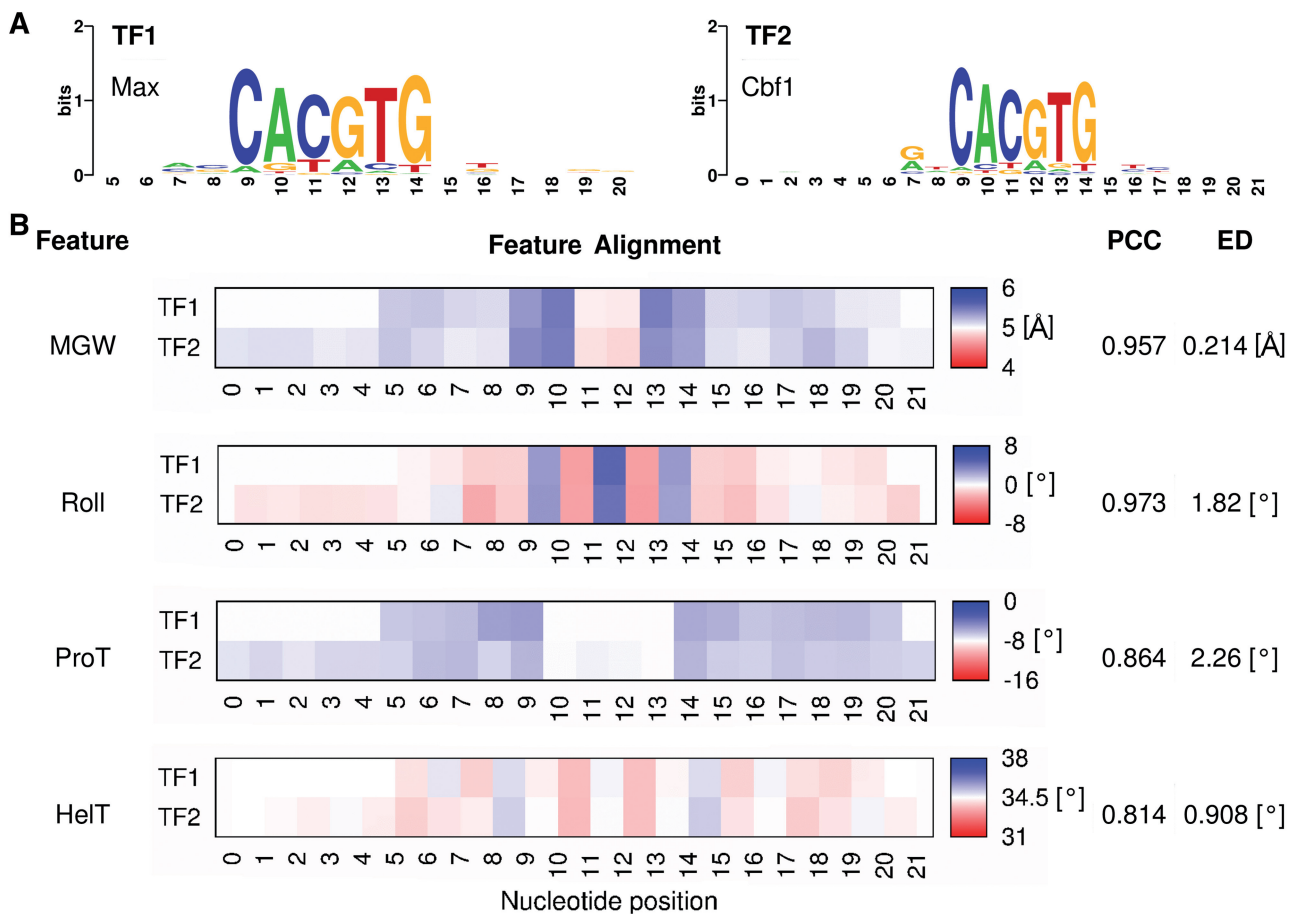 A
2
1
0
bits
TF1
Max
CACGTG
5 6 7 8 9 10 11 12 13 14 15 16 17 18 19 20
2
1
0
bits
TF2
Cbf1
G CACGTG
0 1 2 3 4 5 6 7 8 9 10 11 12 13 14 15 16 17 18 19 20 21
B Feature Feature Alignment PCC ED
MGW
TF1
TF2
0 1 2 3 4 5 6 7 8 9 10 11 12 13 14 15 16 17 18 19 20 21
6
5 [Å]
4
0.957 0.214 [Å]
Roll
TF1
TF2
0 1 2 3 4 5 6 7 8 9 10 11 12 13 14 15 16 17 18 19 20 21
8
0 [°]
-8
0.973 1.82 [°]
ProT
TF1
TF2
0 1 2 3 4 5 6 7 8 9 10 11 12 13 14 15 16 17 18 19 20 21
0
-8 [°]
-16
0.864 2.26 [°]
HelT
TF1
TF2
0 1 2 3 4 5 6 7 8 9 10 11 12 13 14 15 16 17 18 19 20 21
38
34.5 [°]
31
0.814 0.908 [°]
Nucleotide position